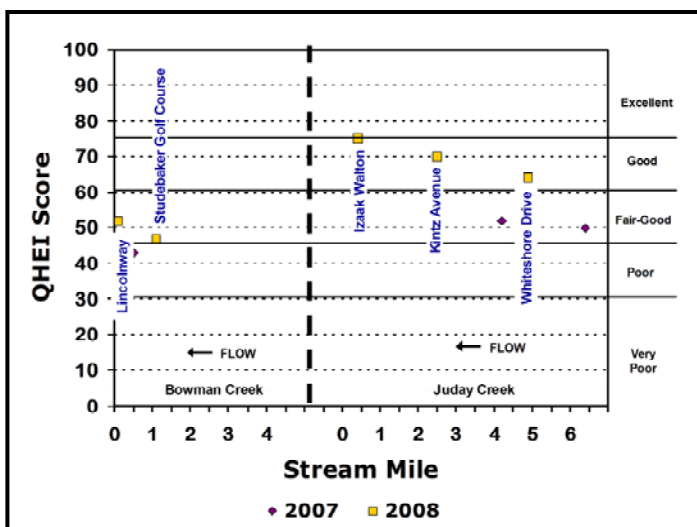 QHEI Score
100
90
80
70
60
50
40
30
20
10
0
Lincolnway
Studebaker Golf Course
Izaak Walton
Kintz Avenue
Whiteshore Drive
Excellent
Good
Fair-Good
Poor
Very
Poor
FLOW
FLOW
Bowman Creek
Juday Creek
0 1 2 3 4 0 1 2 3 4 5 6
Stream Mile
2007 2008